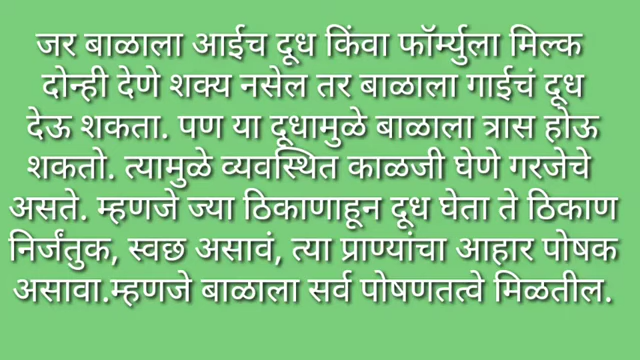 जर बाळाला आईच दूध किंवा फॉर्म्युला मिल्क
दोन्ही देणे शक्य नसेल तर बाळाला गाईचं दूध
देऊ शकता. पण या दूधामुळे बाळाला त्रास होऊ
शकतो. त्यामुळे व्यवस्थित काळजी घेणे गरजेचे
असते. म्हणजे ज्या ठिकाणाहून दूध घेता ते ठिकाण
निर्जंतुक, स्वछ असावं, त्या प्राण्यांचा आहार पोषक
असावा.म्हणजे बाळाला सर्व पोषणतत्वे मिळतील.